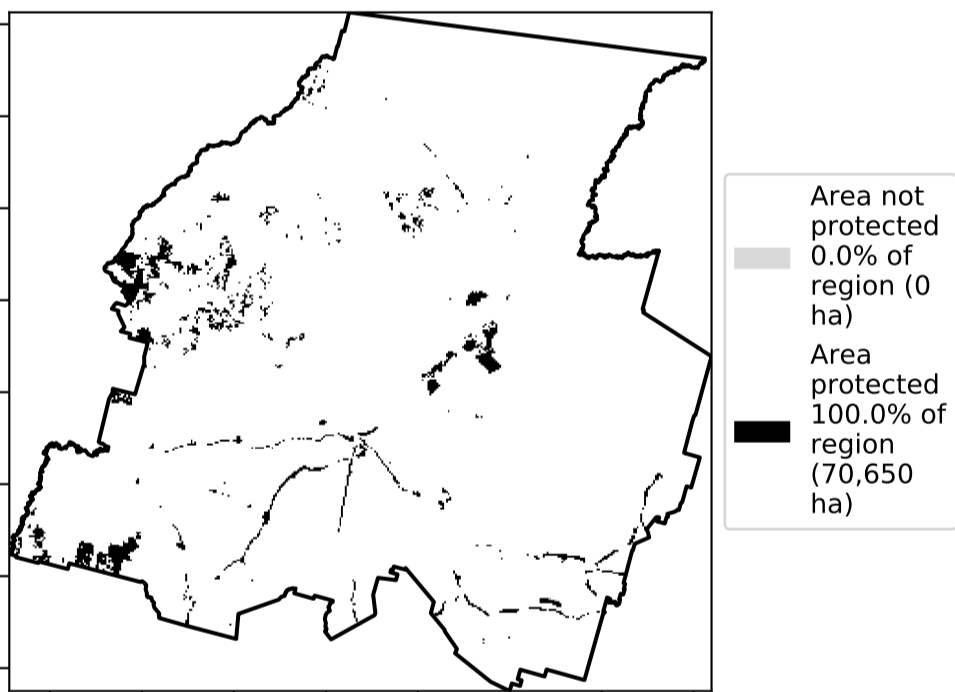 Area not
protected
0.0% of
region (0
ha)
Area
protected
100.0% of
region
(70,650
ha)